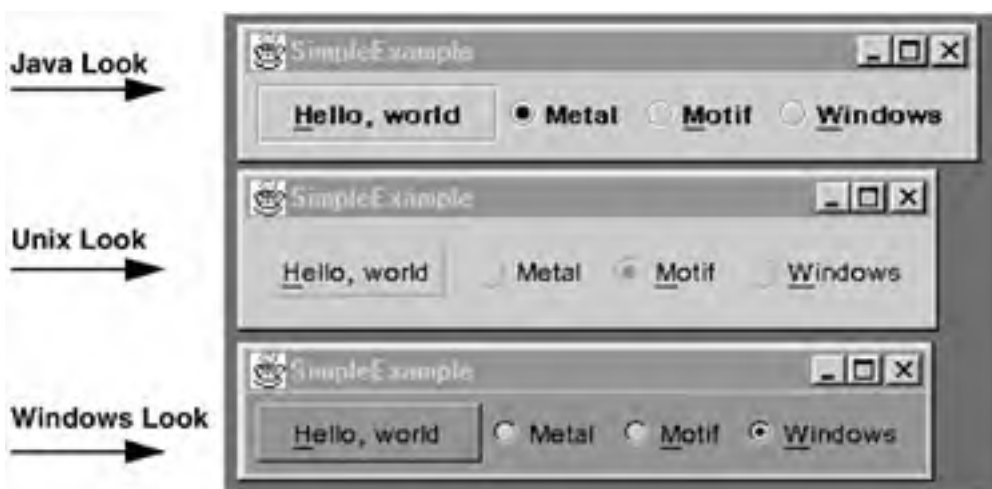 Java Look
SimpleExample
Hello, world Metal Motif Windows
Unix Look
SimpleExample
Hello, world Metal Motif Windows
Windows Look
SimpleExample
Hello, world Metal Motif Windows